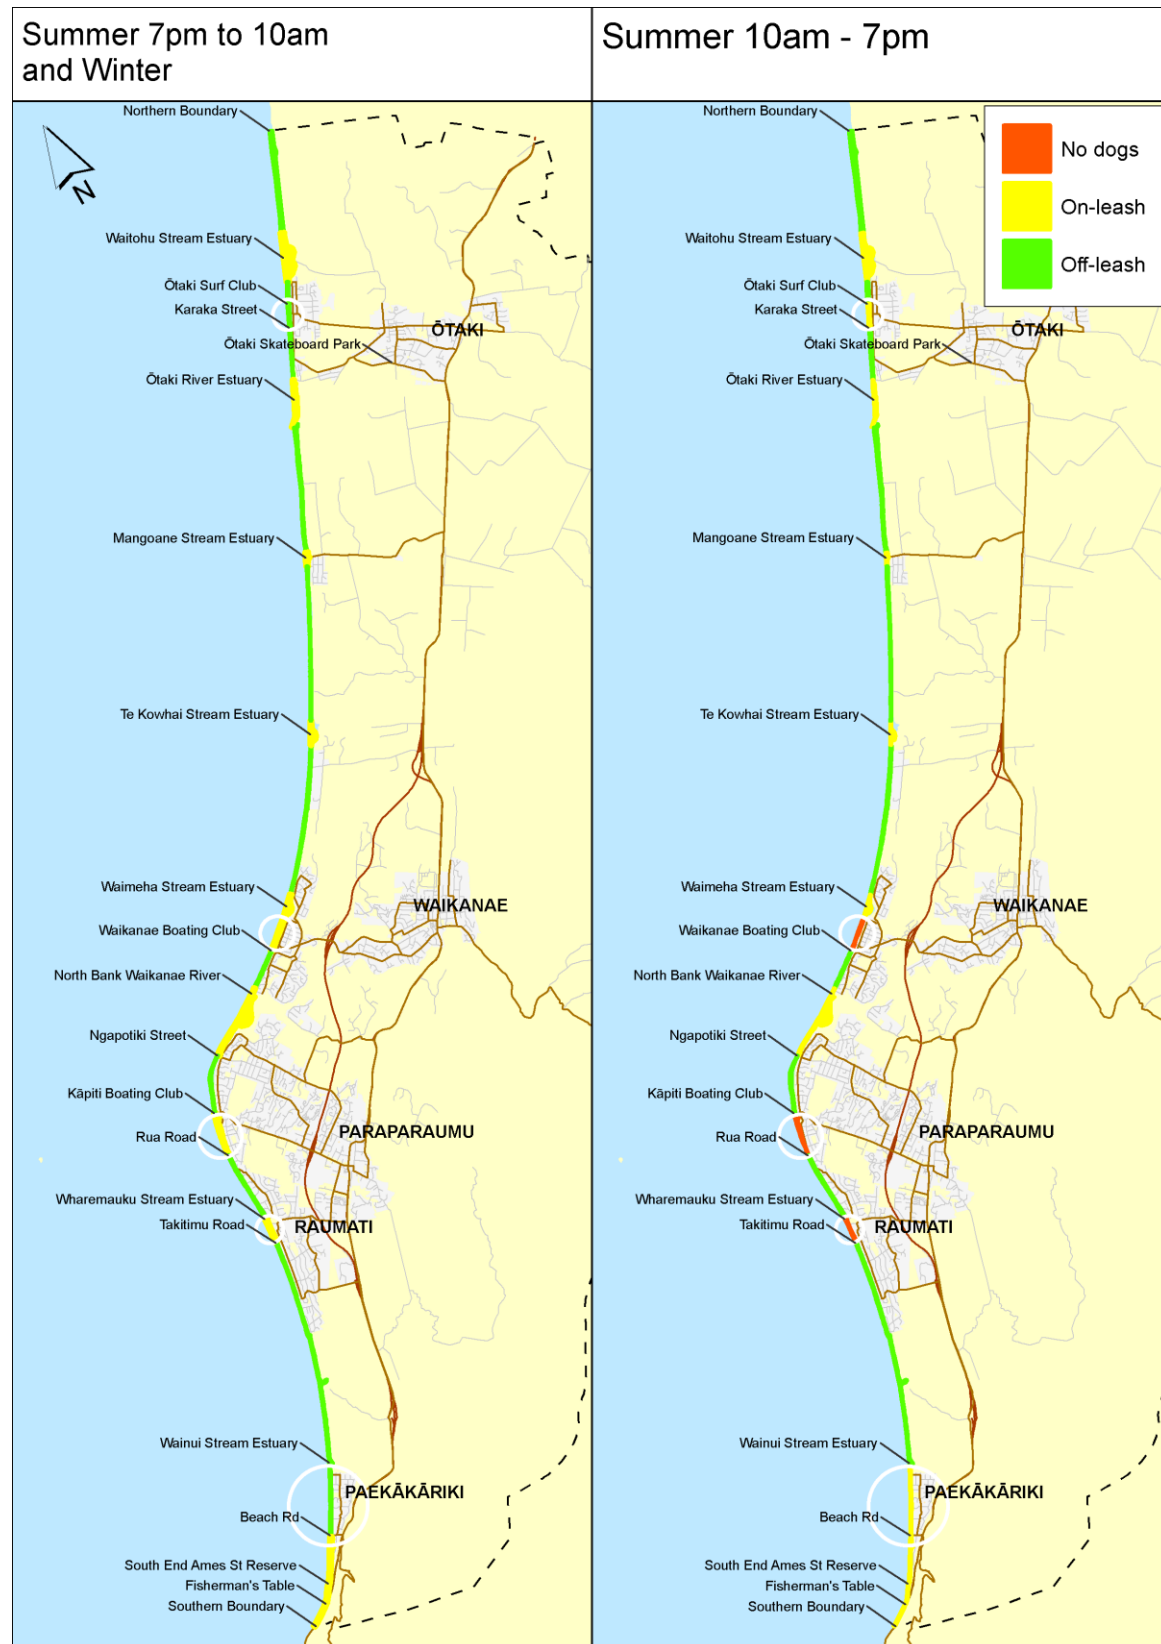 Summer 7pm to 10am
and Winter
Northern Boundary
N
Waitohu Stream Estuary
Ōtaki Surf Club
Karaka Street
ŌTAKI
Ōtaki Skateboard Park
Ōtaki River Estuary
Mangoane Stream Estuary
Te Kowhai Stream Estuary
Waimeha Stream Estuary
WAIKANAE
Waikanae Boating Club
North Bank Waikanae River
Ngapotiki Street
Kāpiti Boating Club
PARAPARAUMU
Rua Road
Wharemauku Stream Estuary
Takitimu Road
RAUMATI
Wainui Stream Estuary
PAEKĀKĀRIKI
Beach Rd
South End Ames St Reserve
Fisherman's Table
Southern Boundary
Summer 10am - 7pm
Northern Boundary
No dogs
On-leash
Off-leash
Waitohu Stream Estuary
Ōtaki Surf Club
Karaka Street
ŌTAKI
Ōtaki Skateboard Park
Ōtaki River Estuary
Mangoane Stream Estuary
Te Kowhai Stream Estuary
Waimeha Stream Estuary
WAIKANAE
Waikanae Boating Club
North Bank Waikanae River
Ngapotiki Street
Kāpiti Boating Club
PARAPARAUMU
Rua Road
Wharemauku Stream Estuary
Takitimu Road
RAUMATI
Wainui Stream Estuary
PAEKĀKĀRIKI
Beach Rd
South End Ames St Reserve
Fisherman's Table
Southern Boundary